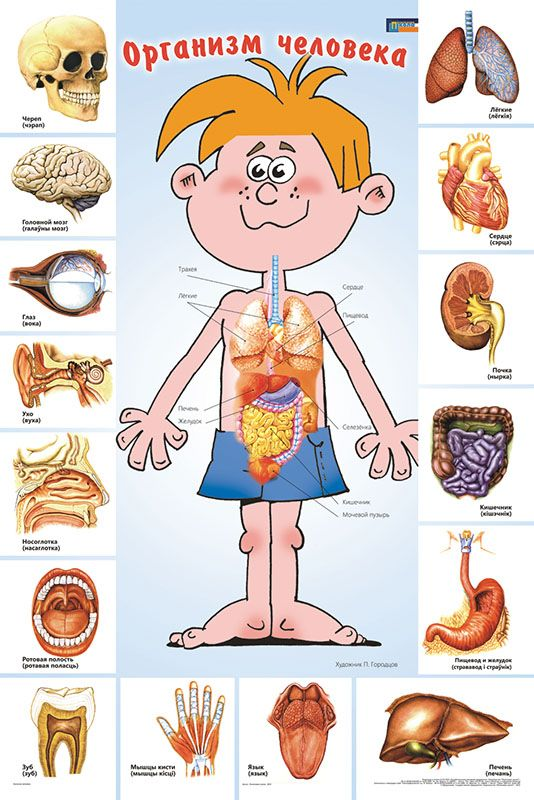 Организм человека
Череп
(чэрап)
Головной мозг
(галаўны мозг)
Глаз
(вока)
Ухо
(вуха)
Носоглотка
(насаглотка)
Ротовая полость
(ротавая поласць)
Трахея
Лёгкие
Печень
Желудок
Сердце
Пищевод
Селезёнка
Кишечник
Мочевой пузырь
Художник П. Городцов
Лёгкие
(лёгкія)
Сердце
(сэрца)
Почка
(нырка)
Кишечник
(кішэчнік)
Пищевод и желудок
(стрававод і страўнік)
Зуб
(зуб)
Мышцы кисти
(мышцы кісці)
Язык
(язык)
Печень
(печань)